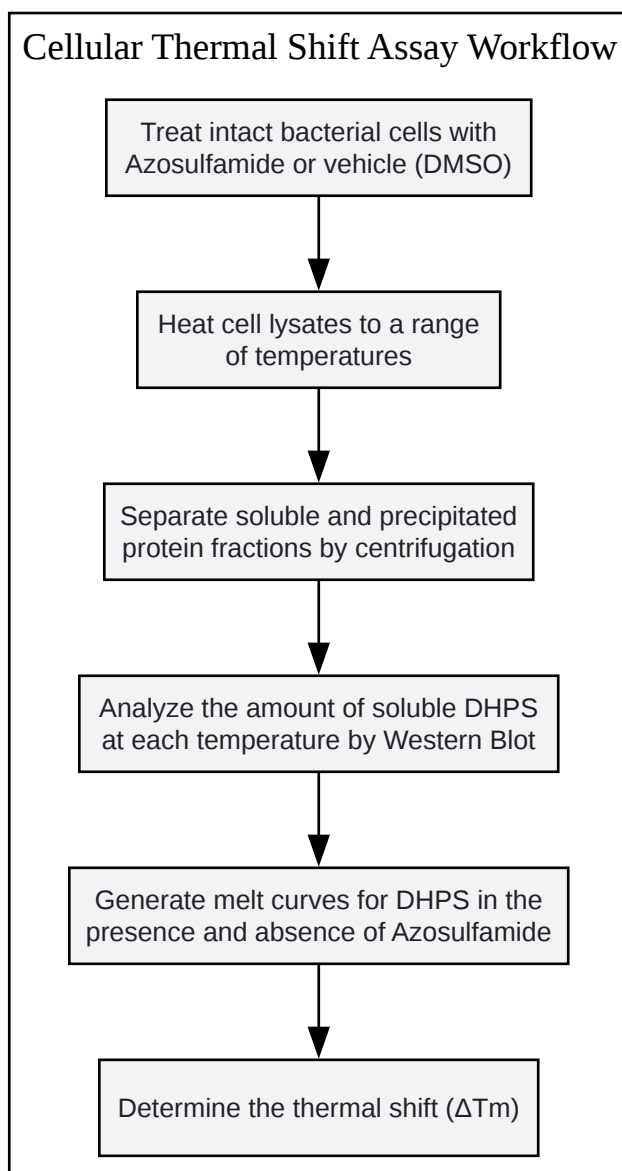 Cellular Thermal Shift Assay Workflow
Treat intact bacterial cells with
Azosulfamide or vehicle (DMSO)
Heat cell lysates to a range
of temperatures
Separate soluble and precipitated
protein fractions by centrifugation
Analyze the amount of soluble DHPS
at each temperature by Western Blot
Generate melt curves for DHPS in the
presence and absence of Azosulfamide
Determine the thermal shift (ΔTm)